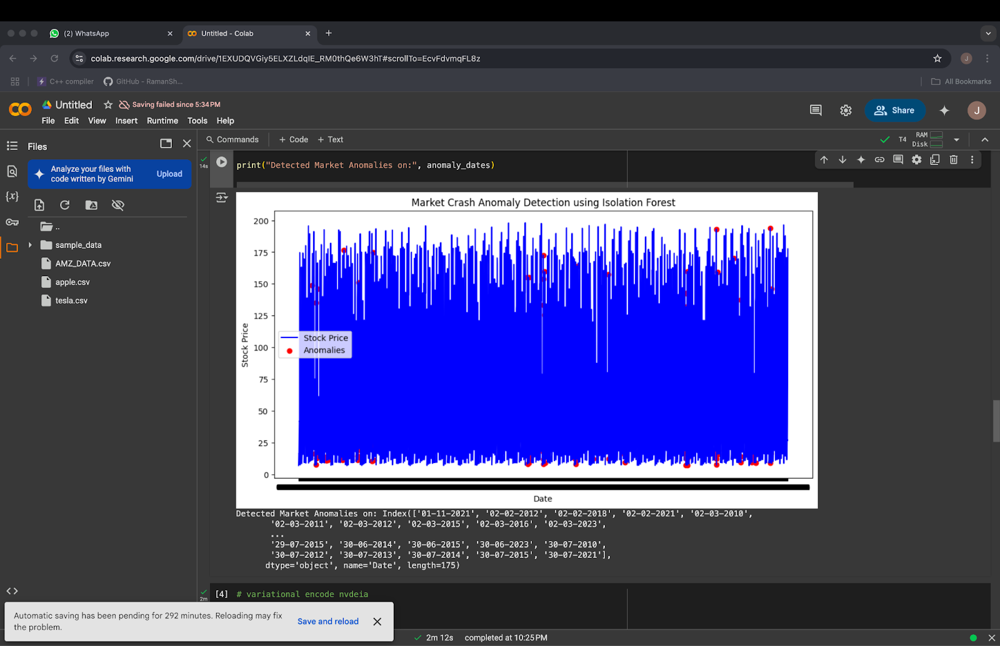 (2) WhatsApp
Untitled - Colab
colab.research.google.com/drive/1EXUDQVGiy5ELXZLdqIE_RM0thQe6W3hT#scrollTo=EcvFdvmqFL8z
J
C++ compiler
GitHub - RamanSh...
All Bookmarks
Untitled
Saving failed since 5:34 PM
File Edit View Insert Runtime Tools Help
Share
J
Files
Commands
+ Code + Text
T4
RAM
Disk
Analyze your files with
code written by Gemini
Upload
{x}
..
sample_data
AMZ_DATA.csv
apple.csv
tesla.csv
14s
print("Detected Market Anomalies on:", anomaly_dates)
Market Crash Anomaly Detection using Isolation Forest
200
175
150
125
100
75
50
25
0
Stock Price
Stock Price
Anomalies
Date
Detected Market Anomalies on: Index(['01-11-2021', '02-02-2012', '02-02-2018', '02-02-2021', '02-03-2010',
'02-03-2011', '02-03-2012', '02-03-2015', '02-03-2016', '02-03-2023',
...
'29-07-2015', '30-06-2014', '30-06-2015', '30-06-2023', '30-07-2010',
'30-07-2012', '30-07-2013', '30-07-2014', '30-07-2015', '30-07-2021'],
dtype='object', name='Date', length=175)
2m
[4] # variational encode nvdeia
Automatic saving has been pending for 292 minutes. Reloading may fix
the problem.
Save and reload
2m 12s completed at 10:25 PM